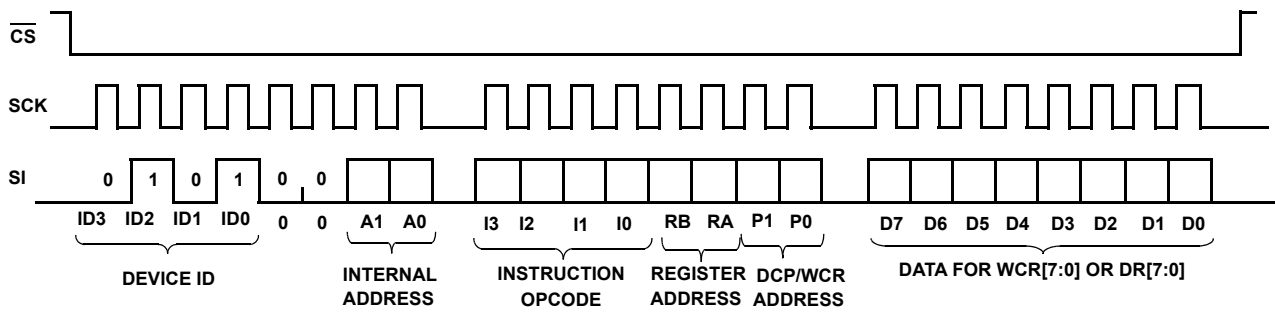 CS
SCK
SI
0 1 0 1 0 0
ID3 ID2 ID1 ID0 0 0 A1 A0 I3 I2 I1 I0 RB RA P1 P0 D7 D6 D5 D4 D3 D2 D1 D0
DEVICE ID
INTERNAL
ADDRESS
INSTRUCTION
OPCODE
REGISTER
ADDRESS
DCP/WCR
ADDRESS
DATA FOR WCR[7:0] OR DR[7:0]